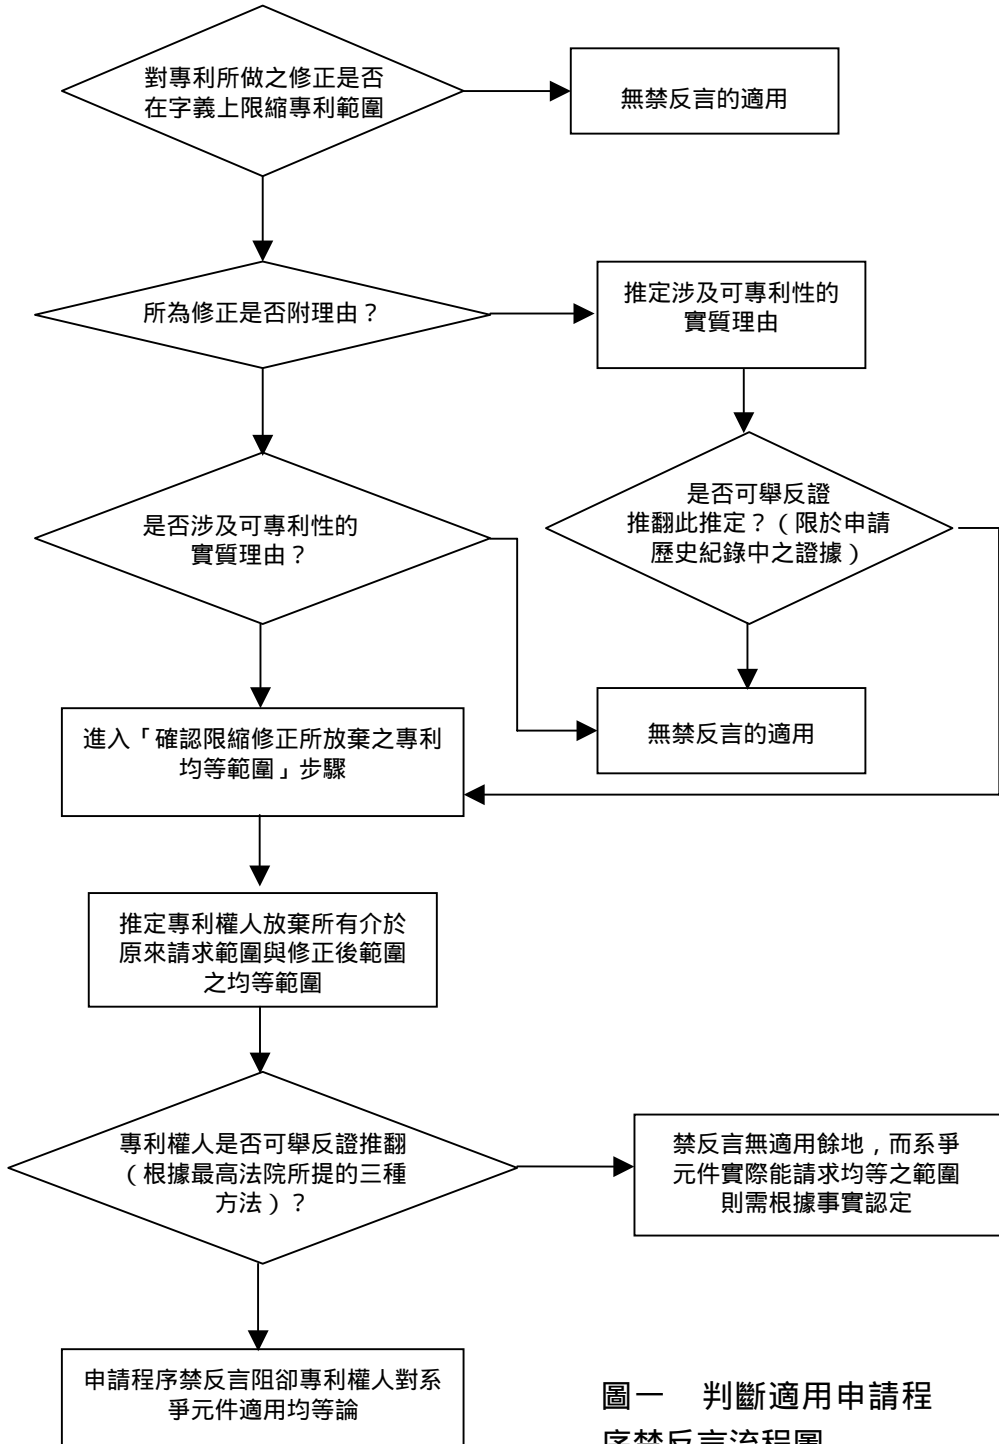 對專利所做之修正是否
在字義上限縮專利範圍
無禁反言的適用
所為修正是否附理由？
推定涉及可專利性的
實質理由
是否涉及可專利性的
實質理由？
是否可舉反證
推翻此推定？（限於申請
歷史紀錄中之證據）
進入「確認限縮修正所放棄之專利
均等範圍」步驟
無禁反言的適用
推定專利權人放棄所有介於
原來請求範圍與修正後範圍
之均等範圍
專利權人是否可舉反證推翻
（根據最高法院所提的三種
方法）？
禁反言無適用餘地，而系爭
元件實際能請求均等之範圍
則需根據事實認定
申請程序禁反言阻卻專利權人對系
爭元件適用均等論
圖一　判斷適用申請程
序禁反言流程圖